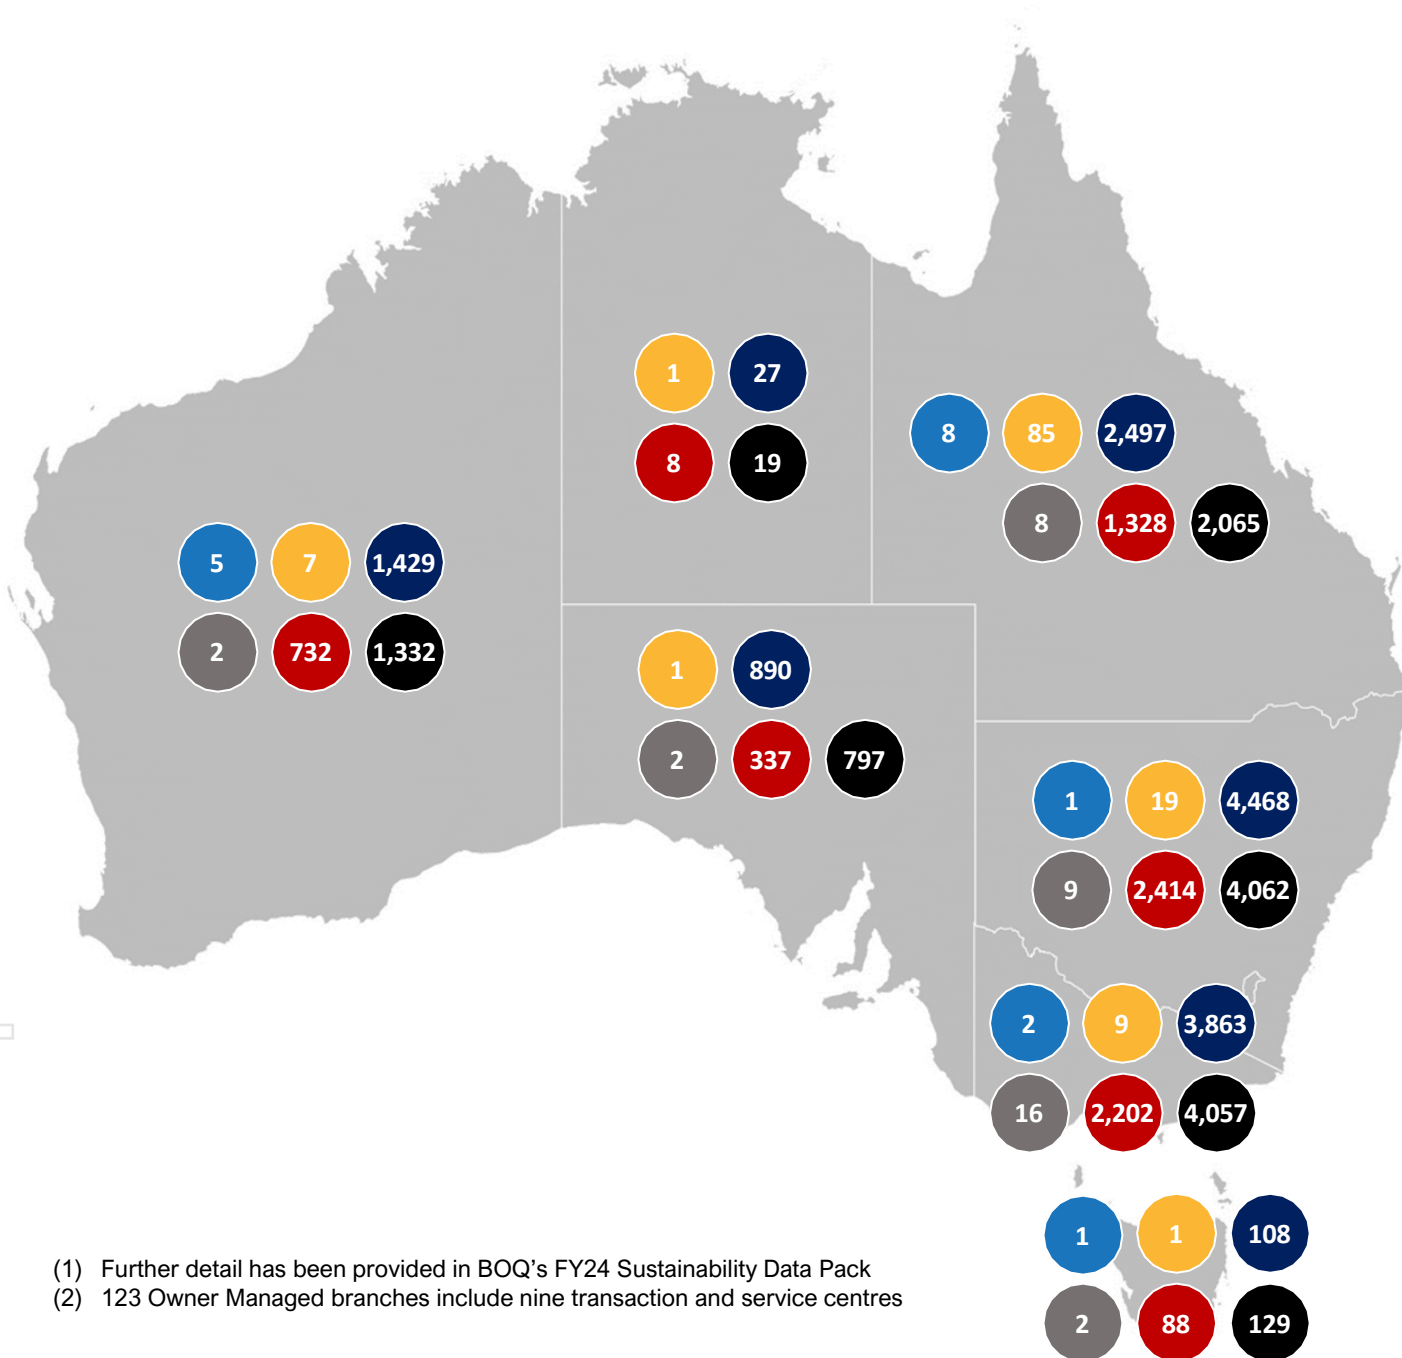 1 27
8 19
8 85 2,497
8 1,328 2,065
5 7 1,429
2 732 1,332
1 890
2 337 797
1 19 4,468
9 2,414 4,062
2 9 3,863
16 2,202 4,057
1 1 108
2 88 129
(1) Further detail has been provided in BOQ’s FY24 Sustainability Data Pack
(2) 123 Owner Managed branches include nine transaction and service centres